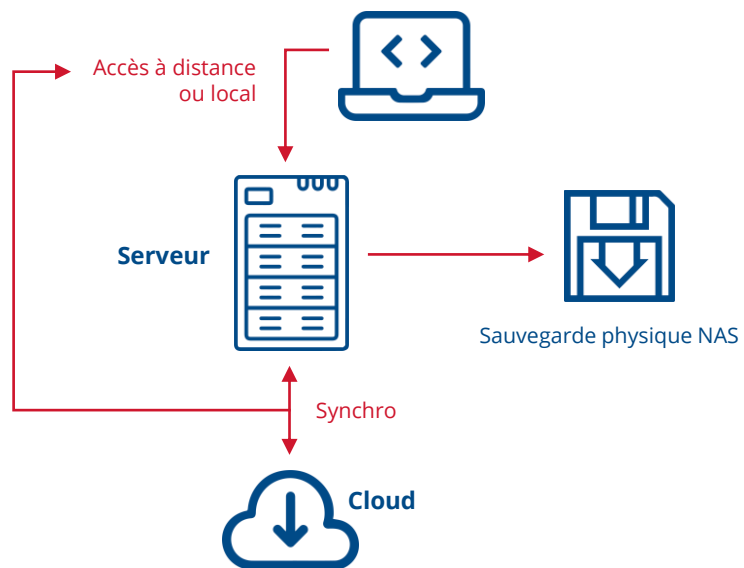 Accès à distance
ou local
Serveur
Sauvegarde physique NAS
Synchro
Cloud